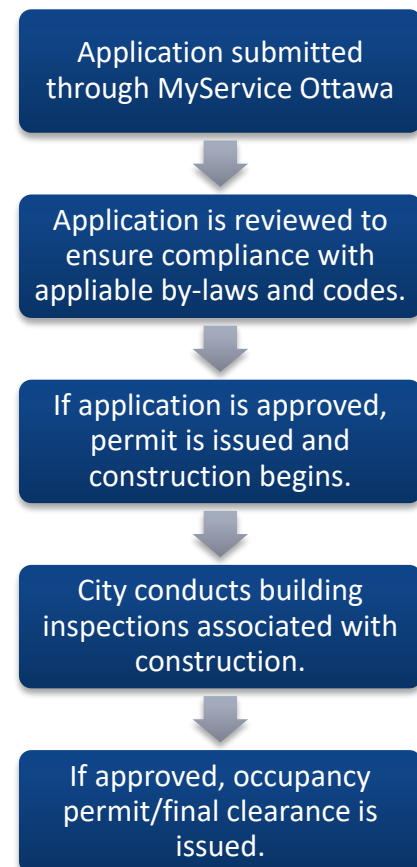 Application submitted
through MyService Ottawa
Application is reviewed to
ensure compliance with
appliable by-laws and codes.
If application is approved,
permit is issued and
construction begins.
City conducts building
inspections associated with
construction.
If approved, occupancy
permit/final clearance is
issued.